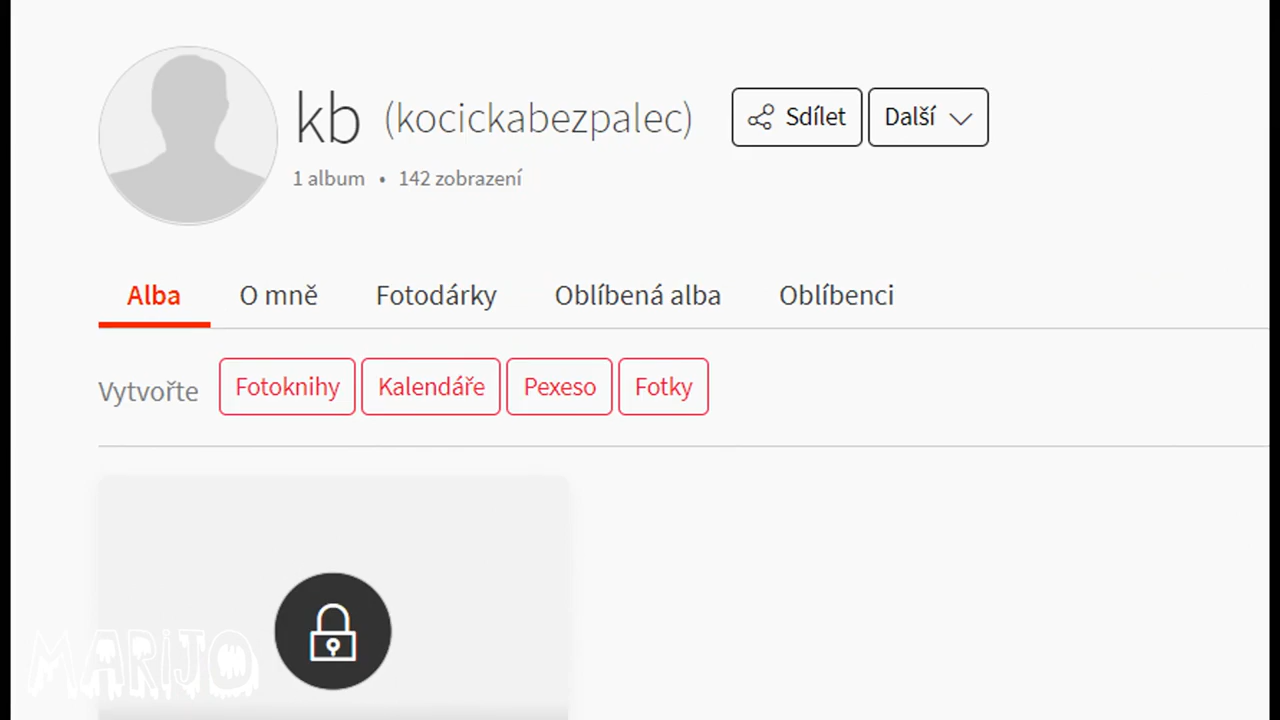 kb (kocickabezpalec)
Sdílet
Další
1 album • 142 zobrazení
Alba
O mně
Fotodárky
Oblíbená alba
Oblíbenci
Vytvořte
Fotoknihy
Kalendáře
Pexeso
Fotky
MARiJO